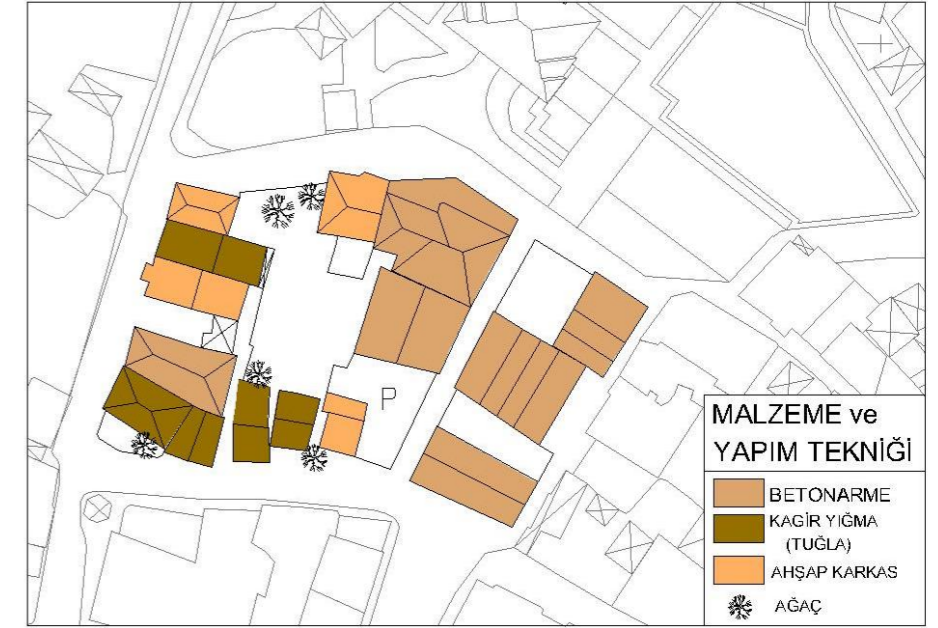 P
MALZEME ve
YAPIM TEKNİĞİ
BETONARME
KAGİR YIĞMA
(TUĞLA)
AHŞAP KARKAS
AĞAÇ